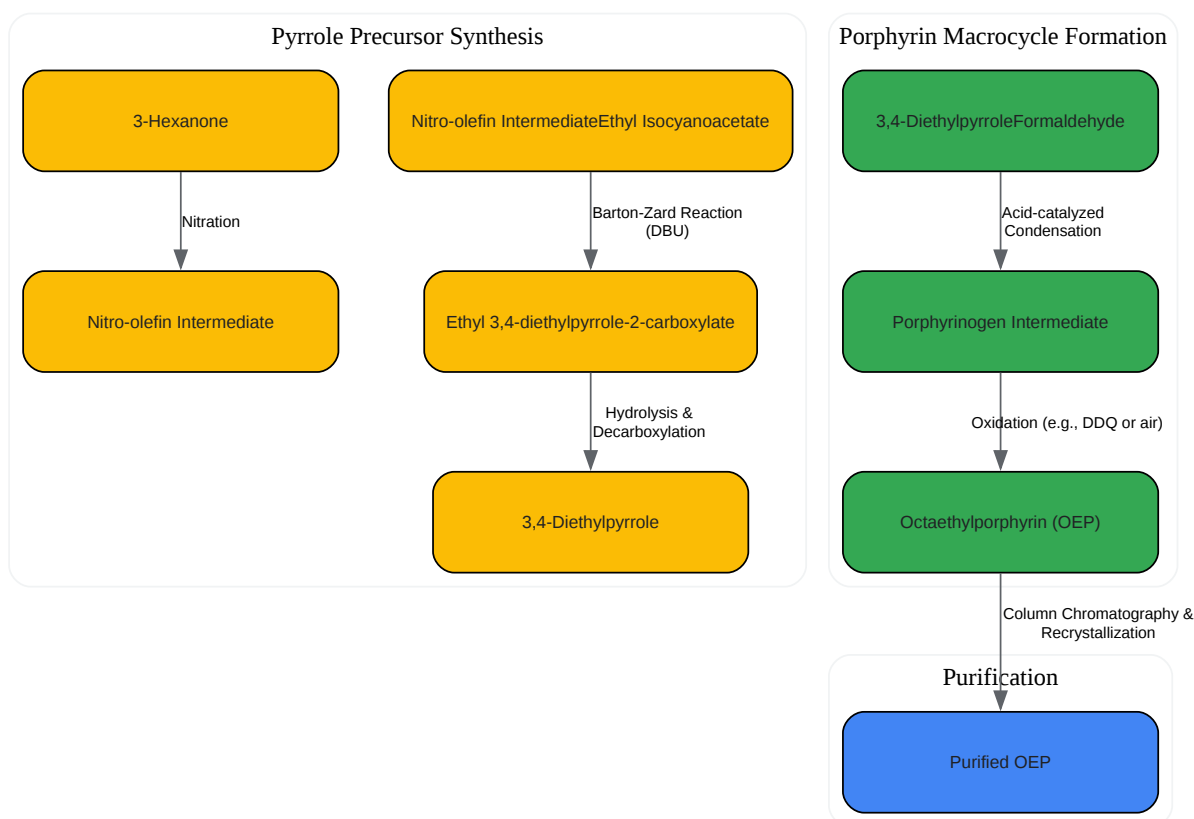 Pyrrole Precursor Synthesis
3-Hexanone
Nitration
Nitro-olefin Intermediate
Nitro-olefin IntermediateEthyl Isocyanoacetate
Barton-Zard Reaction
(DBU)
Ethyl 3,4-diethylpyrrole-2-carboxylate
Hydrolysis &
Decarboxylation
3,4-Diethylpyrrole
Porphyrin Macrocycle Formation
3,4-DiethylpyrroleFormaldehyde
Acid-catalyzed
Condensation
Porphyrinogen Intermediate
Oxidation (e.g., DDQ or air)
Octaethylporphyrin (OEP)
Column Chromatography &
Recrystallization
Purification
Purified OEP